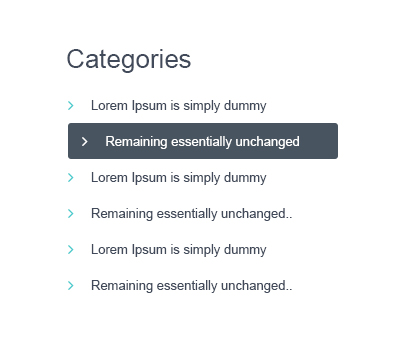 Categories
Lorem Ipsum is simply dummy
Remaining essentially unchanged
Lorem Ipsum is simply dummy
Remaining essentially unchanged..
Lorem Ipsum is simply dummy
Remaining essentially unchanged..